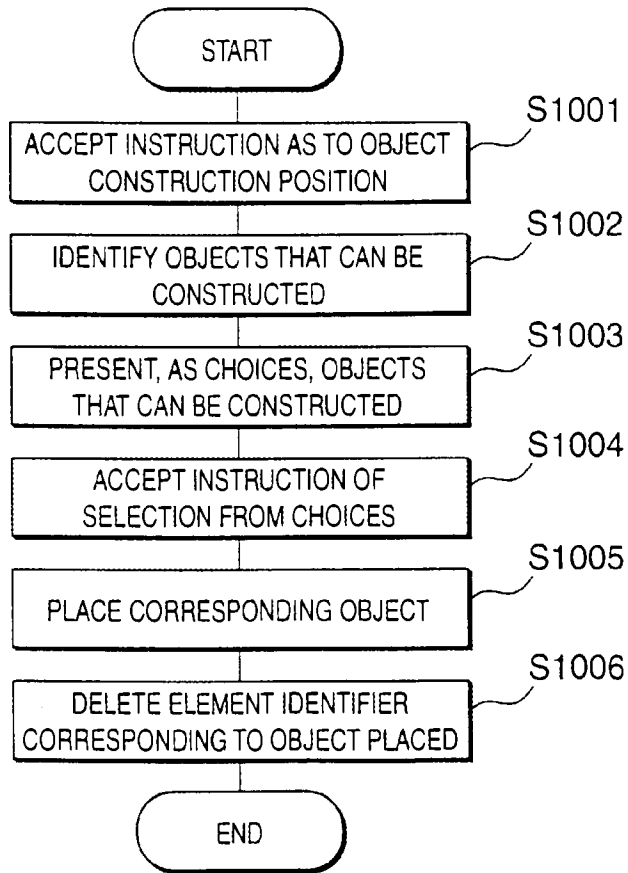 START
S1001
ACCEPT INSTRUCTION AS TO OBJECT
CONSTRUCTION POSITION
S1002
IDENTIFY OBJECTS THAT CAN BE
CONSTRUCTED
S1003
PRESENT, AS CHOICES, OBJECTS
THAT CAN BE CONSTRUCTED
S1004
ACCEPT INSTRUCTION OF
SELECTION FROM CHOICES
S1005
PLACE CORRESPONDING OBJECT
S1006
DELETE ELEMENT IDENTIFIER
CORRESPONDING TO OBJECT PLACED
END